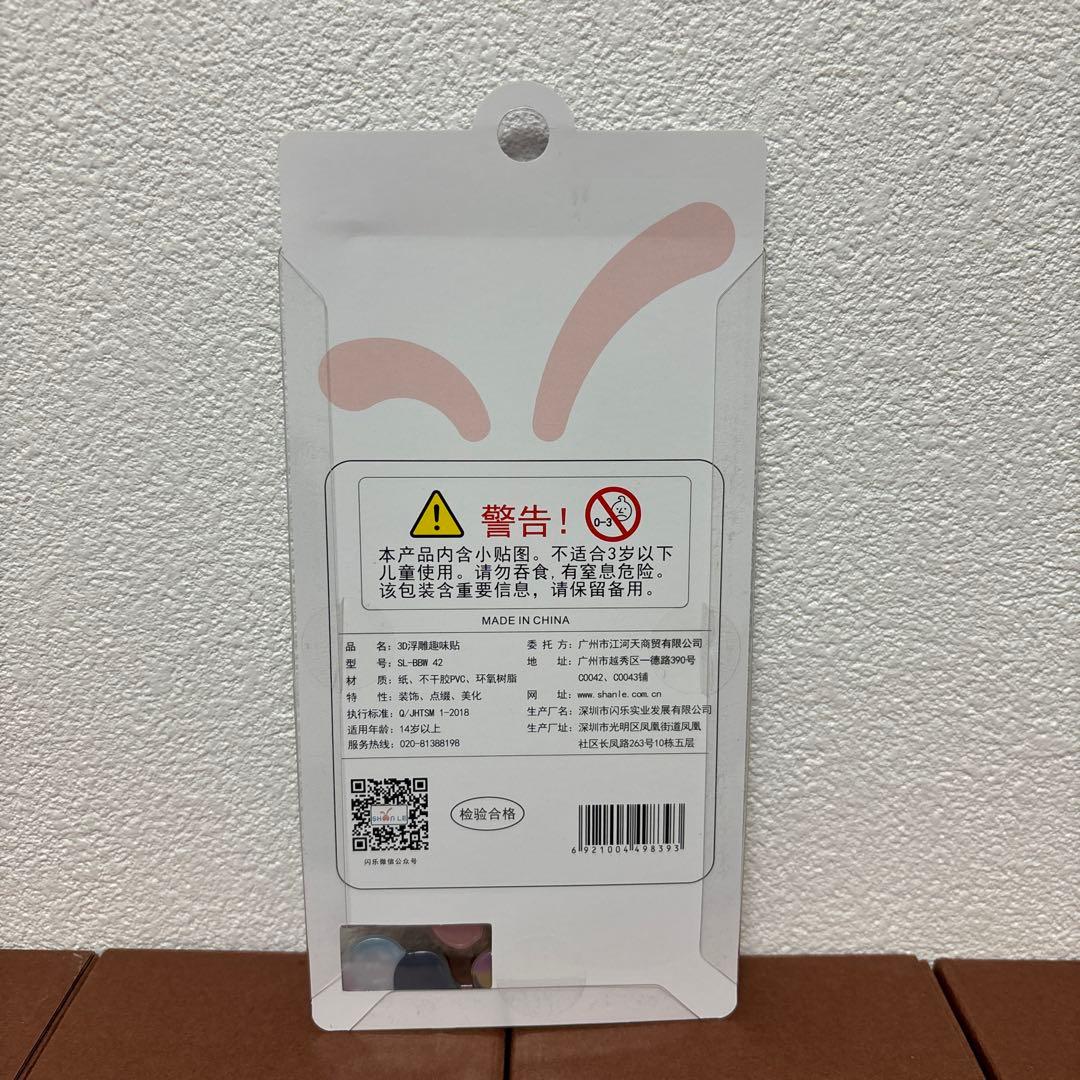 警告!
0-3
本产品内含小贴图。不适合3岁以下
儿童使用。请勿吞食,有窒息危险。
该包装含重要信息，请保留备用。
MADE IN CHINA
品 名：3D浮雕趣味贴
型 号：SL-BBW 42
材 质：纸、不干胶PVC、环氧树脂
特 性：装饰、点缀、美化
执行标准：Q/JHTSM 1-2018
适用年龄：14岁以上
服务热线：020-81388198
委 托 方：广州市江河天商贸有限公司
地 址：广州市越秀区一德路390号
C0042、C0043铺
网 址：www.shanle.com.cn
生产厂名：深圳市闪乐实业发展有限公司
生产厂址：深圳市光明区凤凰街道凤凰
社区长凤路263号10栋五层
SHAN LE
闪乐微信公众号
检验合格
6 921004 498393